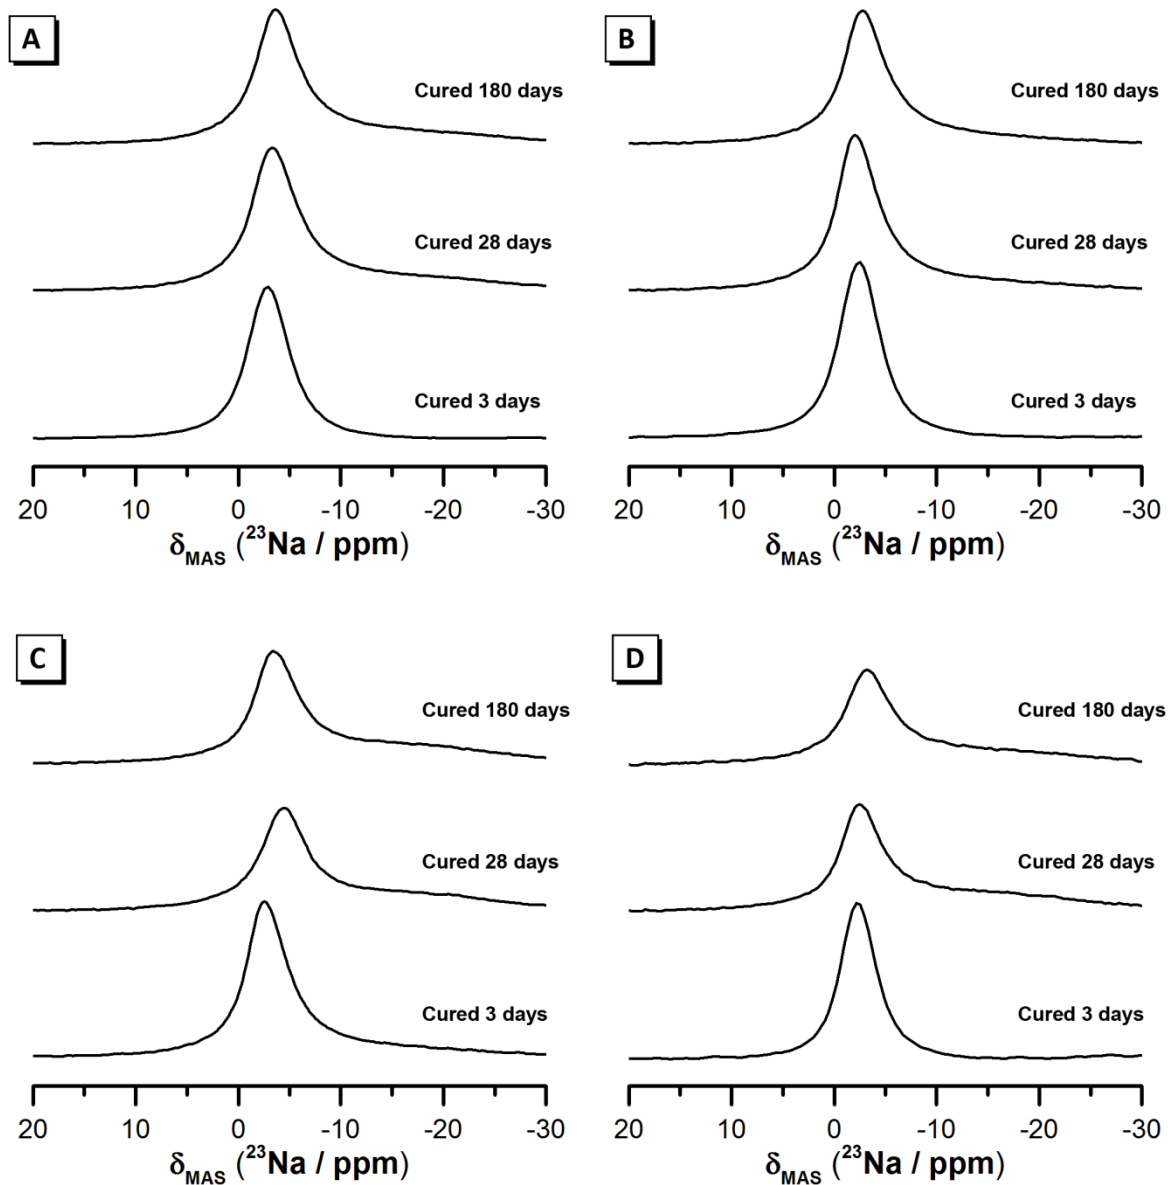 A
Cured 180 days
Cured 28 days
Cured 3 days
20 10 0 -10 -20 -30
δMAS (23Na / ppm)
B
Cured 180 days
Cured 28 days
Cured 3 days
20 10 0 -10 -20 -30
δMAS (23Na / ppm)
C
Cured 180 days
Cured 28 days
Cured 3 days
20 10 0 -10 -20 -30
δMAS (23Na / ppm)
D
Cured 180 days
Cured 28 days
Cured 3 days
20 10 0 -10 -20 -30
δMAS (23Na / ppm)